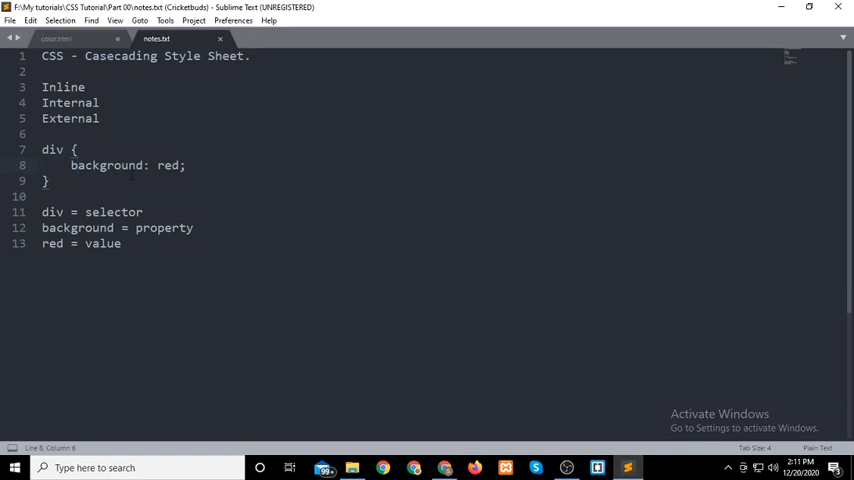 F:\My tutorials\CSS Tutorial\Part 00\notes.txt (Cricketbuds) - Sublime Text (UNREGISTERED)
File Edit Selection Find View Goto Tools Project Preferences Help
color.html notes.txt
1 CSS - Casecading Style Sheet.
2
3 Inline
4 Internal
5 External
6
7 div {
8 background: red;
9 }
10
11 div = selector
12 background = property
13 red = value
Activate Windows
Go to Settings to activate Windows.
Line 8, Column 6 Tab Size: 4 Plain Text
Type here to search 99+ 2:11 PM
12/20/2020 3